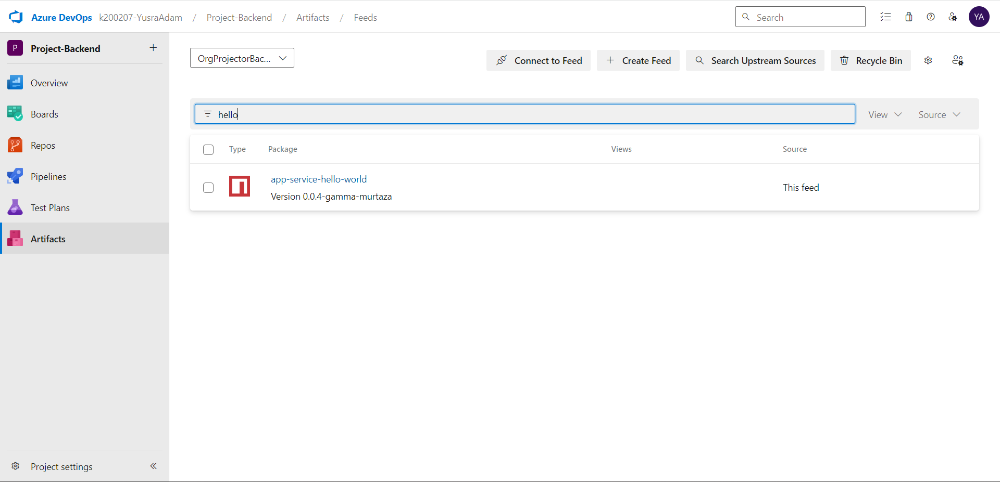 Azure DevOps k200207-YusraAdam / Project-Backend / Artifacts / Feeds
Search
YA
P Project-Backend
Overview
Boards
Repos
Pipelines
Test Plans
Artifacts
Project settings
OrgProjectorBac...
Connect to Feed
Create Feed
Search Upstream Sources
Recycle Bin
hello
View
Source
Type Package Views Source
app-service-hello-world
Version 0.0.4-gamma-murtaza
This feed